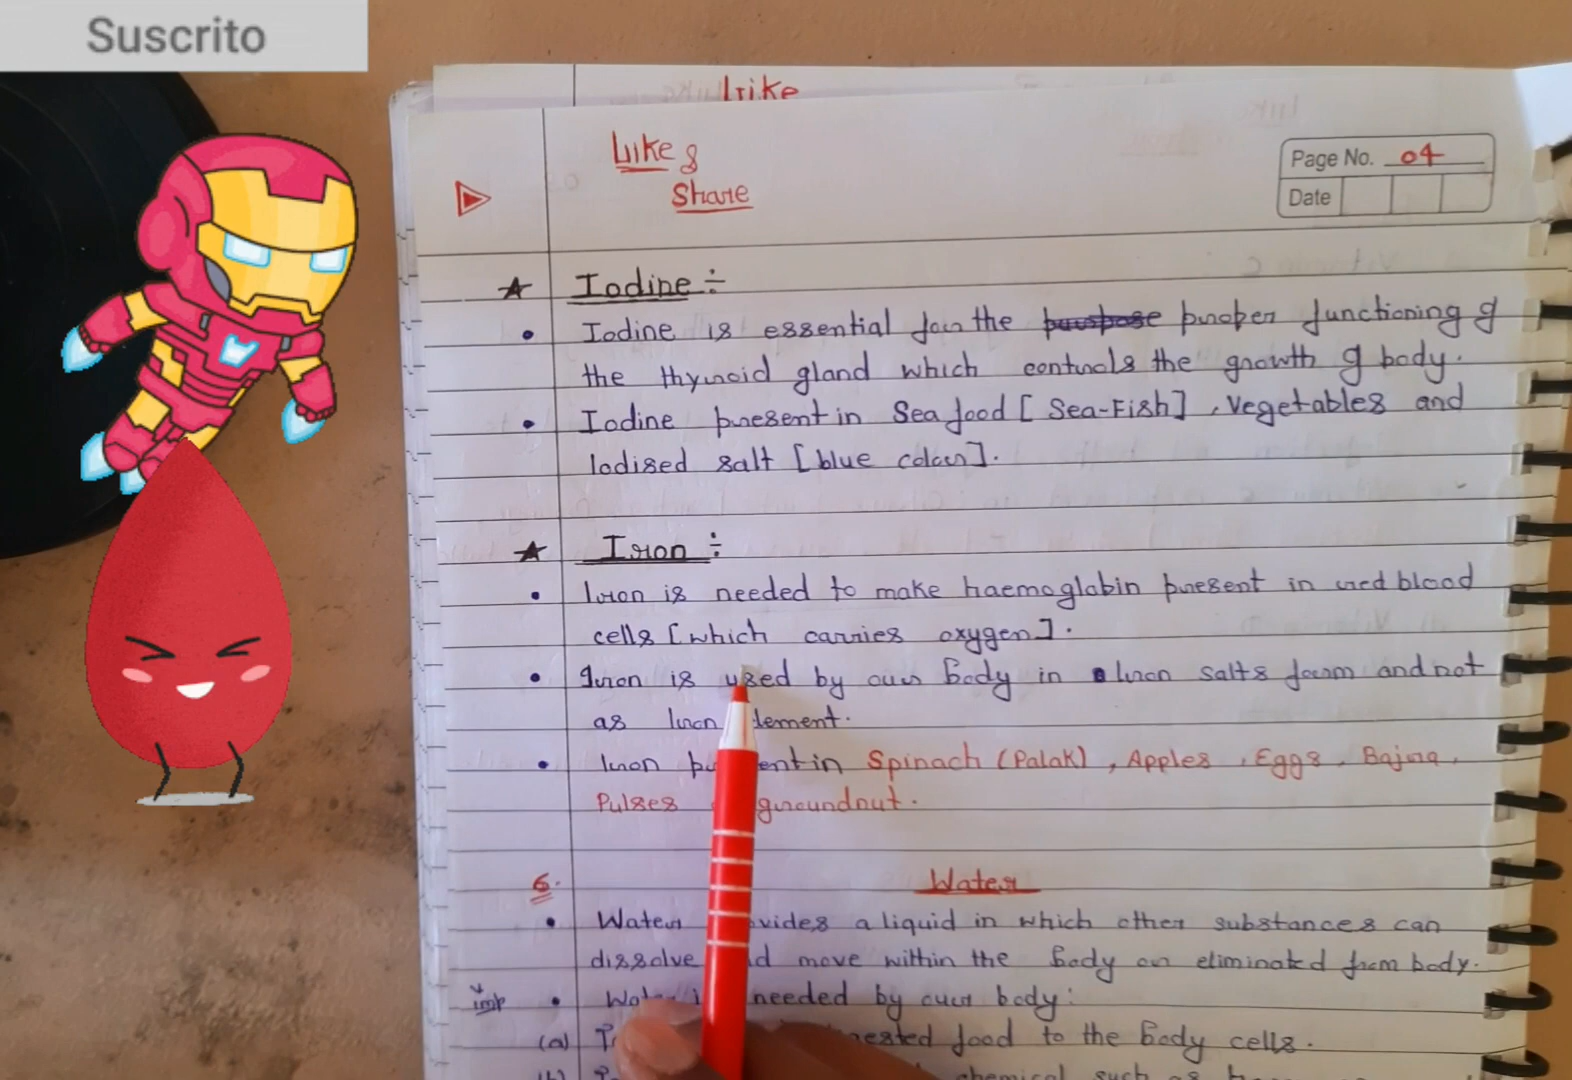 Suscrito
Like
Like &
Share
Page No. 04
Date
Iodine ÷
Iodine is essential for the proper functioning of
the thyroid gland which controls the growth of body.
Iodine present in Sea food [ Sea-Fish] , Vegetables and
Iodised salt [blue colour].
Iron ÷
Iron is needed to make haemoglobin present in red blood
cells [which carries oxygen].
Iron is used by our body in Iron salts form and not
as Iron element.
Iron present in Spinach (Palak) , Apples , Eggs , Bajra ,
Pulses groundnut.
6. Water
Water provides a liquid in which other substances can
dissolve and move within the body or eliminated from body.
imp Water is needed by our body:
(a) food to the body cells.
(b) chemical such as